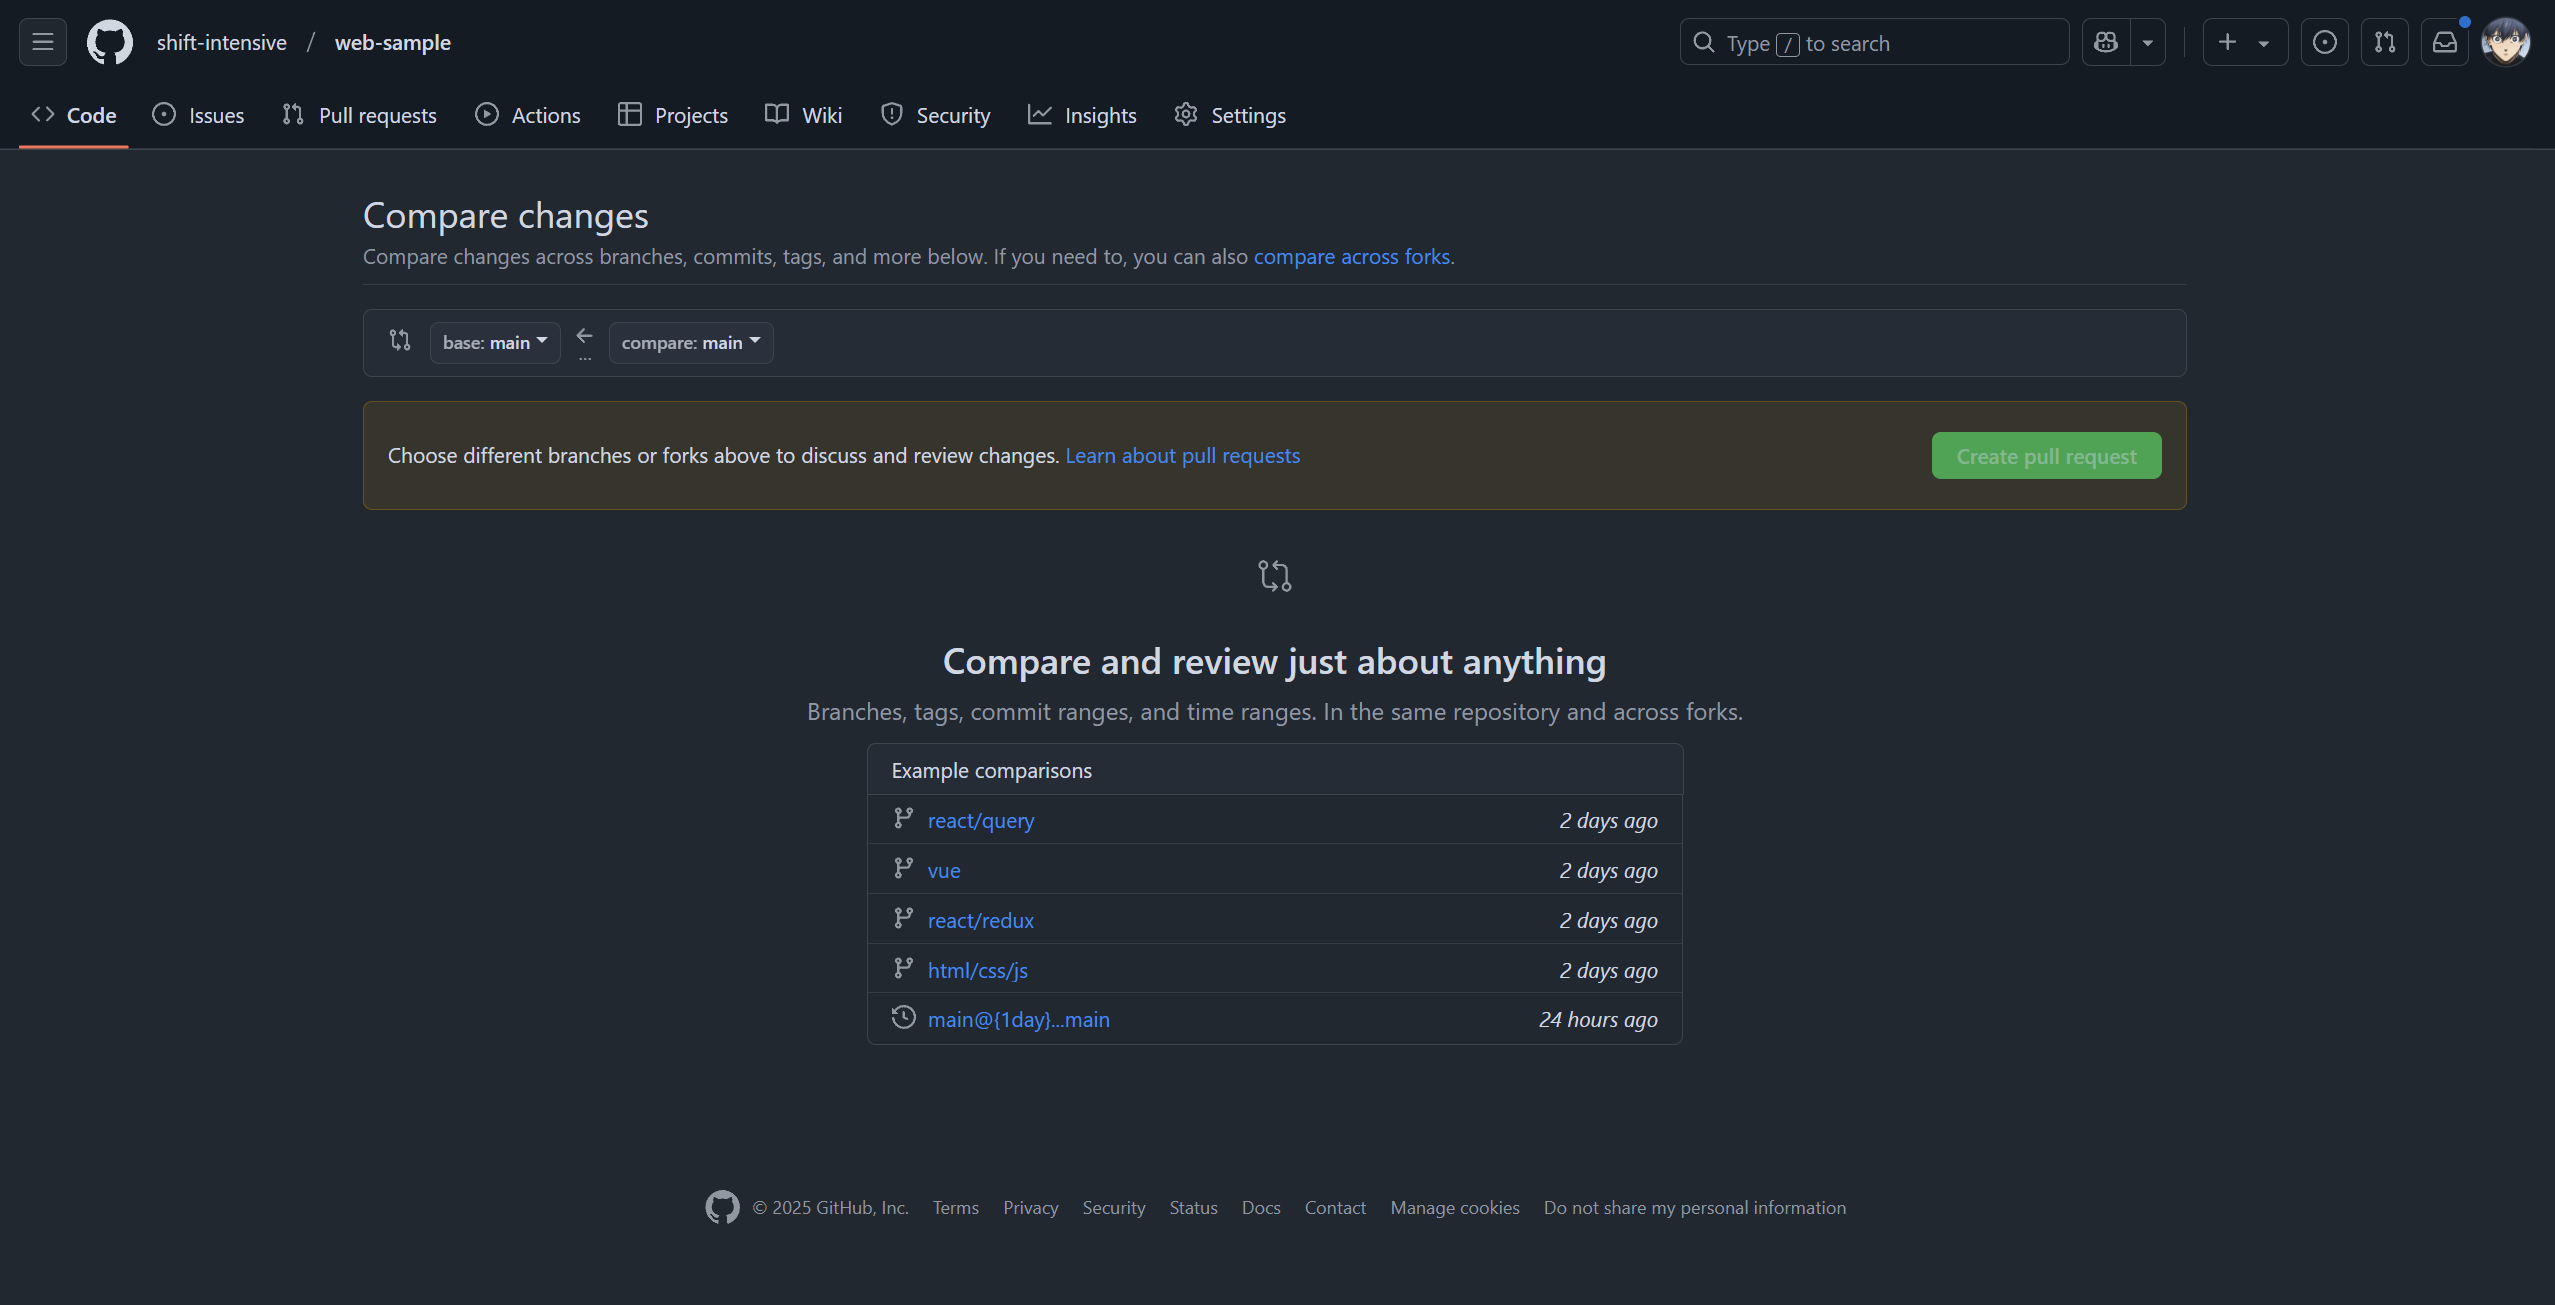 shift-intensive / web-sample
Type / to search
Code Issues Pull requests Actions Projects Wiki Security Insights Settings
Compare changes
Compare changes across branches, commits, tags, and more below. If you need to, you can also compare across forks.
base: main ... compare: main
Choose different branches or forks above to discuss and review changes. Learn about pull requests
Create pull request
Compare and review just about anything
Branches, tags, commit ranges, and time ranges. In the same repository and across forks.
Example comparisons
react/query 2 days ago
vue 2 days ago
react/redux 2 days ago
html/css/js 2 days ago
main@{1day}...main 24 hours ago
© 2025 GitHub, Inc. Terms Privacy Security Status Docs Contact Manage cookies Do not share my personal information